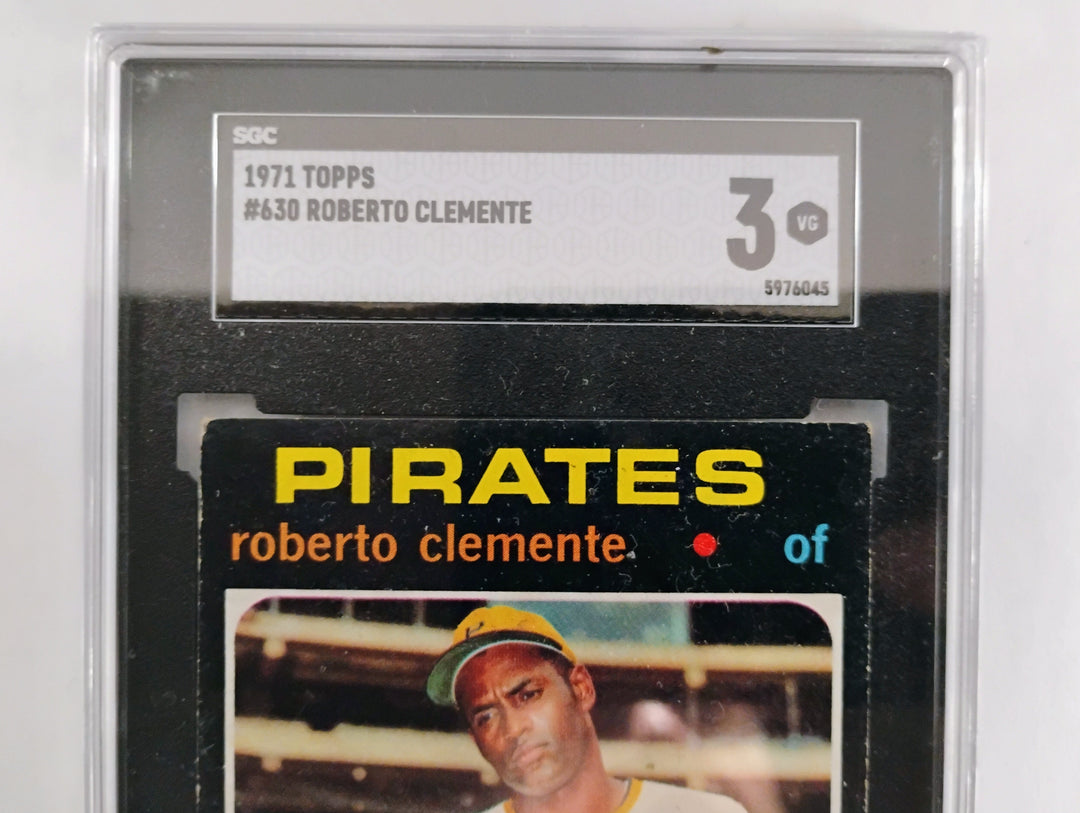 SGC
1971 TOPPS
#630 ROBERTO CLEMENTE
3 VG
5976045
PIRATES
roberto clemente • of